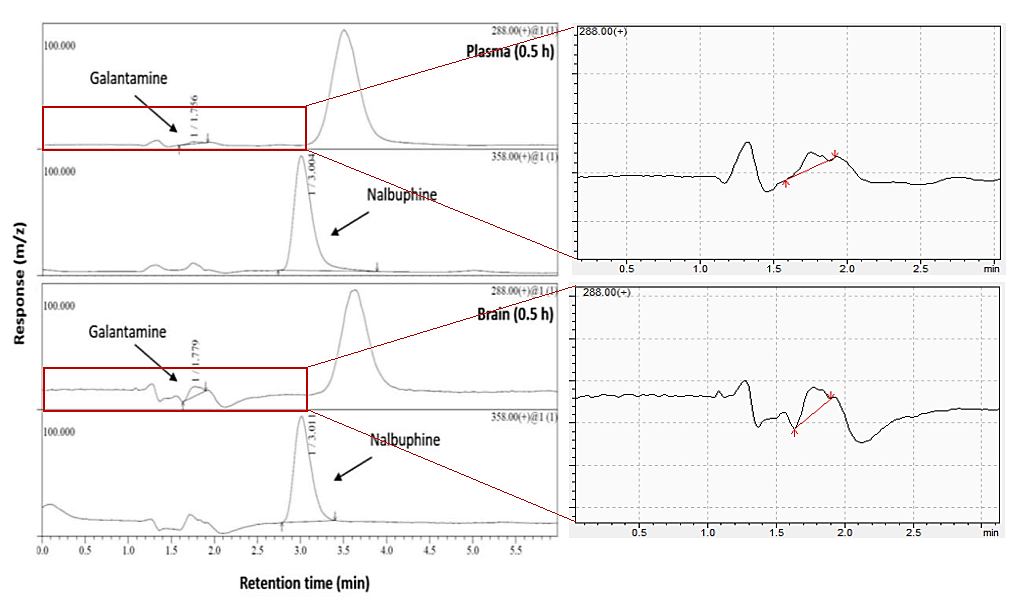 288.00(+)@1 (1)
100.000
Plasma (0.5 h)
Galantamine
1 / 1.756
358.00(+)@1 (1)
100.000
1 / 3.004
Nalbuphine
288.00(+)@1 (1)
100.000
Brain (0.5 h)
Galantamine
1 / 1.779
358.00(+)@1 (1)
100.000
1 / 3.011
Nalbuphine
0.0 0.5 1.0 1.5 2.0 2.5 3.0 3.5 4.0 4.5 5.0 5.5
Retention time (min)
Response (m/z)
288.00(+)
0.5 1.0 1.5 2.0 2.5 min
288.00(+)
0.5 1.0 1.5 2.0 2.5 min